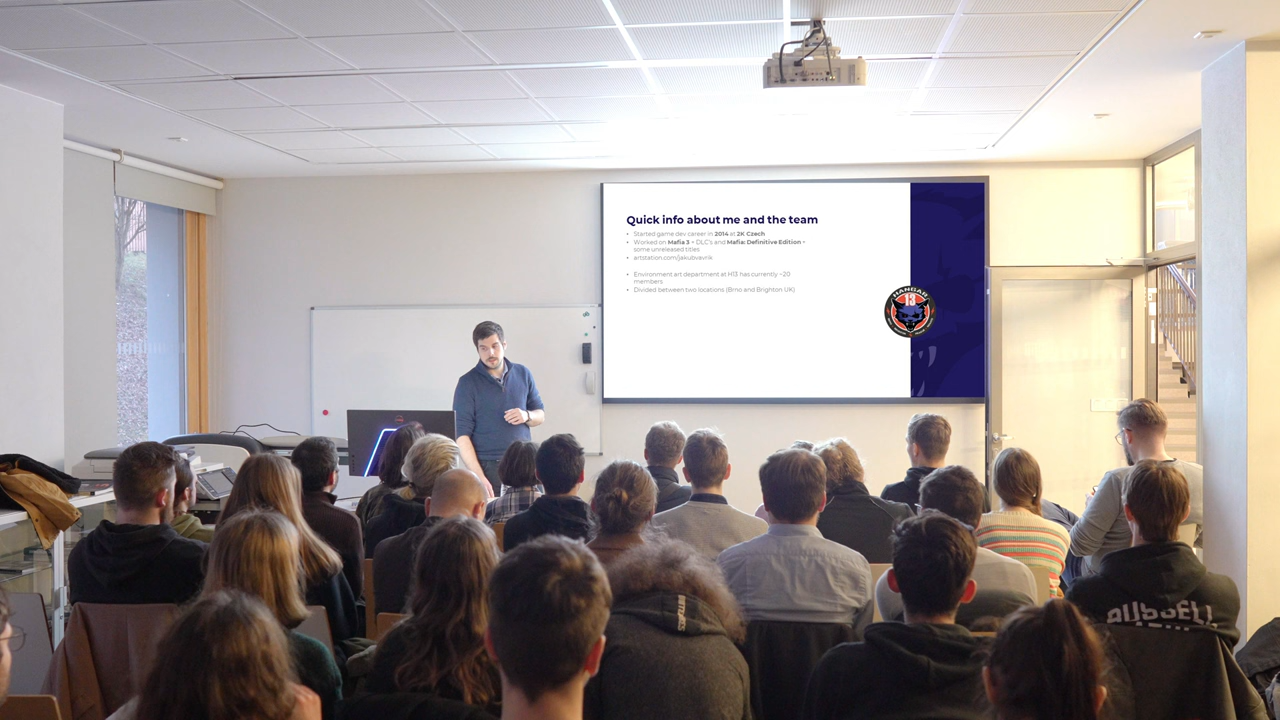 Quick info about me and the team
• Started game dev career in 2014 at 2K Czech
• Worked on Mafia 3 + DLC's and Mafia: Definitive Edition +
some unreleased titles
• artstation.com/jakubvavrik
• Environment art department at H13 has currently ~20
members
• Divided between two locations (Brno and Brighton UK)
HANGAR
13
RUSSELL